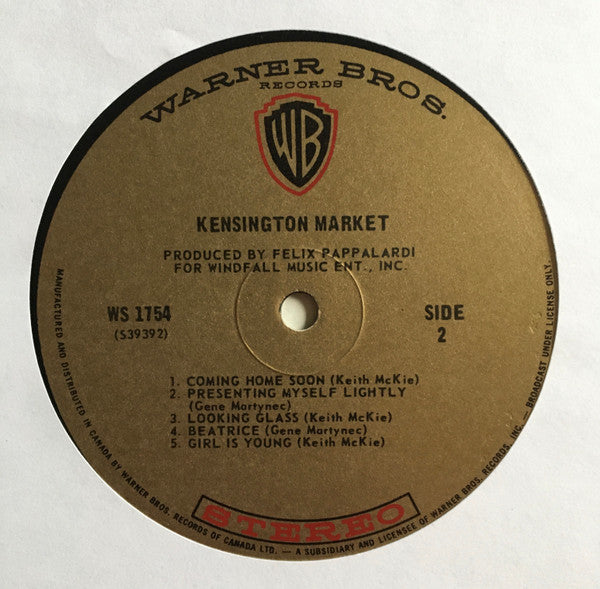 WARNER BROS.
RECORDS
WB
KENSINGTON MARKET
PRODUCED BY FELIX PAPPALARDI
FOR WINDFALL MUSIC ENT., INC.
WS 1754
(S39392)
SIDE
2
1. COMING HOME SOON (Keith McKie)
2. PRESENTING MYSELF LIGHTLY
(Gene Martynec)
3. LOOKING GLASS (Keith McKie)
4. BEATRICE (Gene Martynec)
5. GIRL IS YOUNG (Keith McKie)
STEREO
MANUFACTURED AND DISTRIBUTED IN CANADA BY WARNER BROS. RECORDS OF CANADA LTD. — A SUBSIDIARY AND LICENSEE OF WARNER BROS. RECORDS, INC. — BROADCAST UNDER LICENSE ONLY.